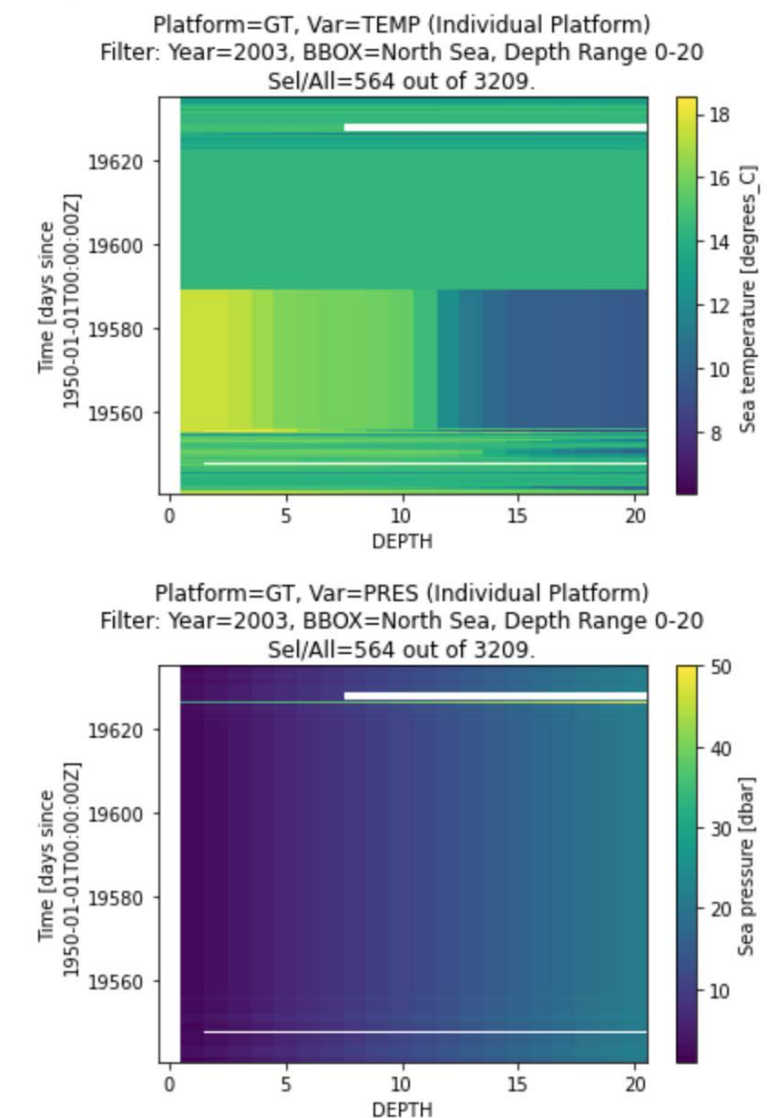 Platform=GT, Var=TEMP (Individual Platform)
Filter: Year=2003, BBOX=North Sea, Depth Range 0-20
Sel/All=564 out of 3209.
Time [days since
1950-01-01T00:00:00Z]
19620
19600
19580
19560
0 5 10 15 20
DEPTH
18
16
14
12
10
8
Sea temperature [degrees_C]
Platform=GT, Var=PRES (Individual Platform)
Filter: Year=2003, BBOX=North Sea, Depth Range 0-20
Sel/All=564 out of 3209.
Time [days since
1950-01-01T00:00:00Z]
19620
19600
19580
19560
0 5 10 15 20
DEPTH
50
40
30
20
10
Sea pressure [dbar]